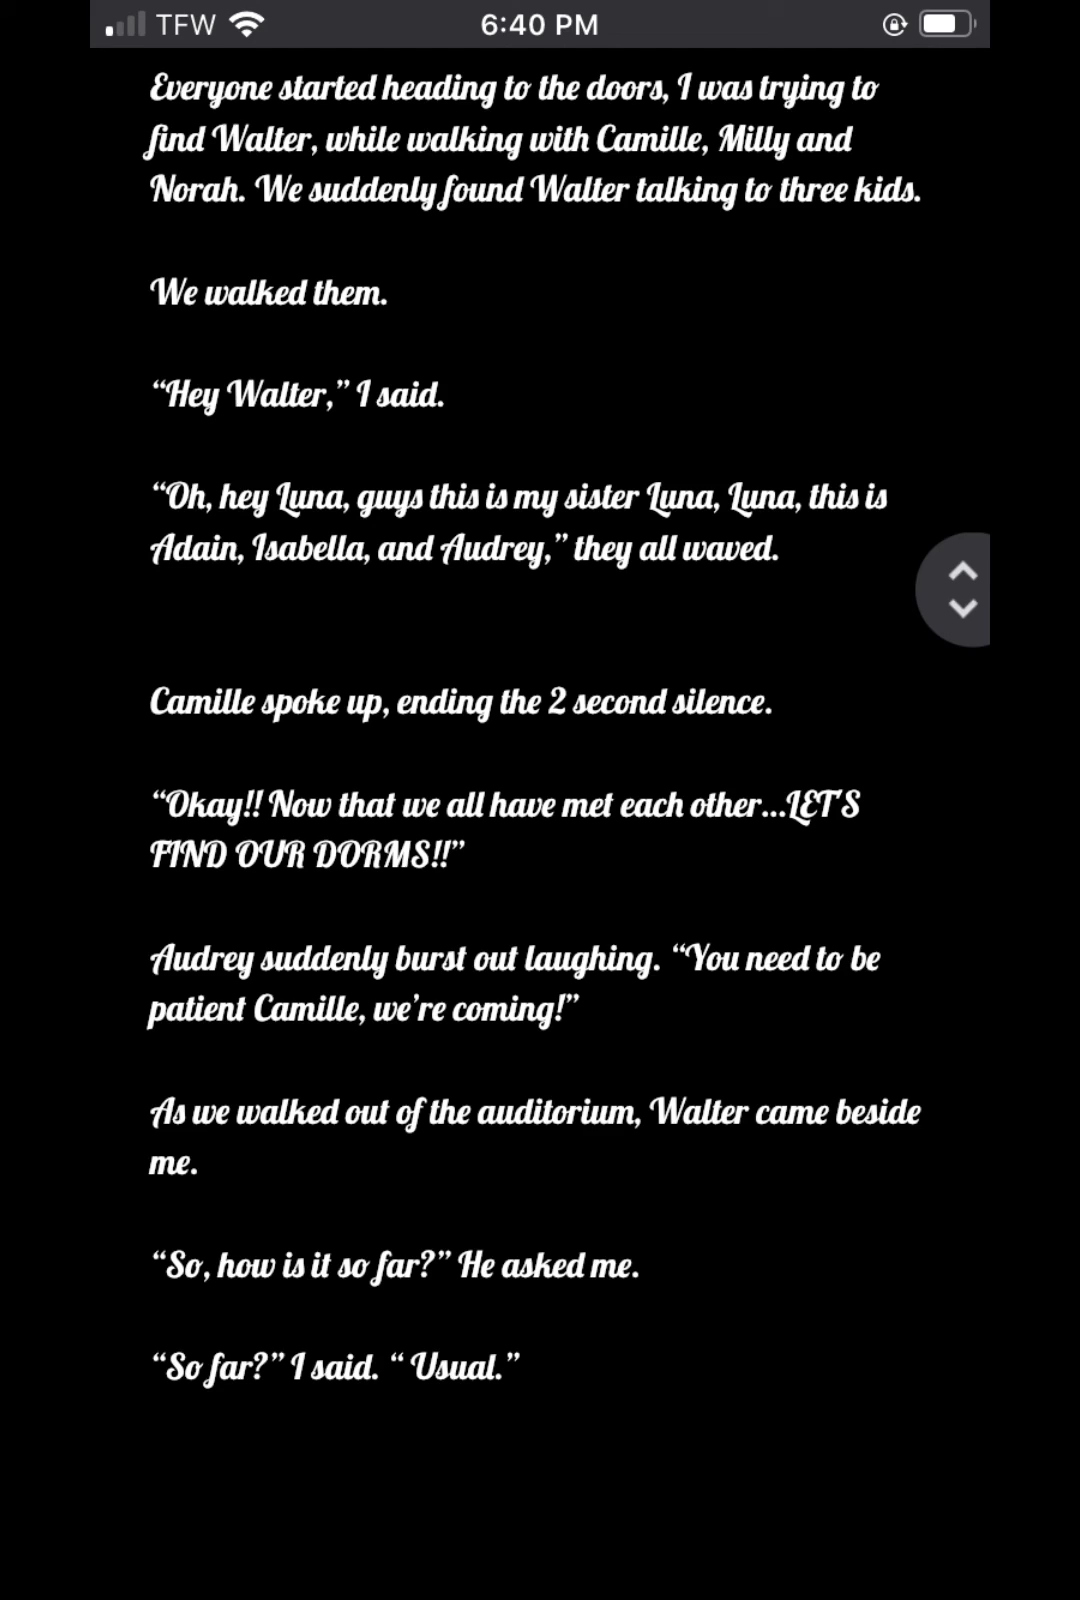 TFW 6:40 PM
Everyone started heading to the doors, I was trying to
find Walter, while walking with Camille, Milly and
Norah. We suddenly found Walter talking to three kids.
We walked them.
“Hey Walter,” I said.
“Oh, hey Luna, guys this is my sister Luna, Luna, this is
Adain, Isabella, and Audrey,” they all waved.
Camille spoke up, ending the 2 second silence.
“Okay!! Now that we all have met each other...LET'S
FIND OUR DORMS!!”
Audrey suddenly burst out laughing. “You need to be
patient Camille, we’re coming!”
As we walked out of the auditorium, Walter came beside
me.
“So, how is it so far?” He asked me.
“So far?” I said. “ Usual.”